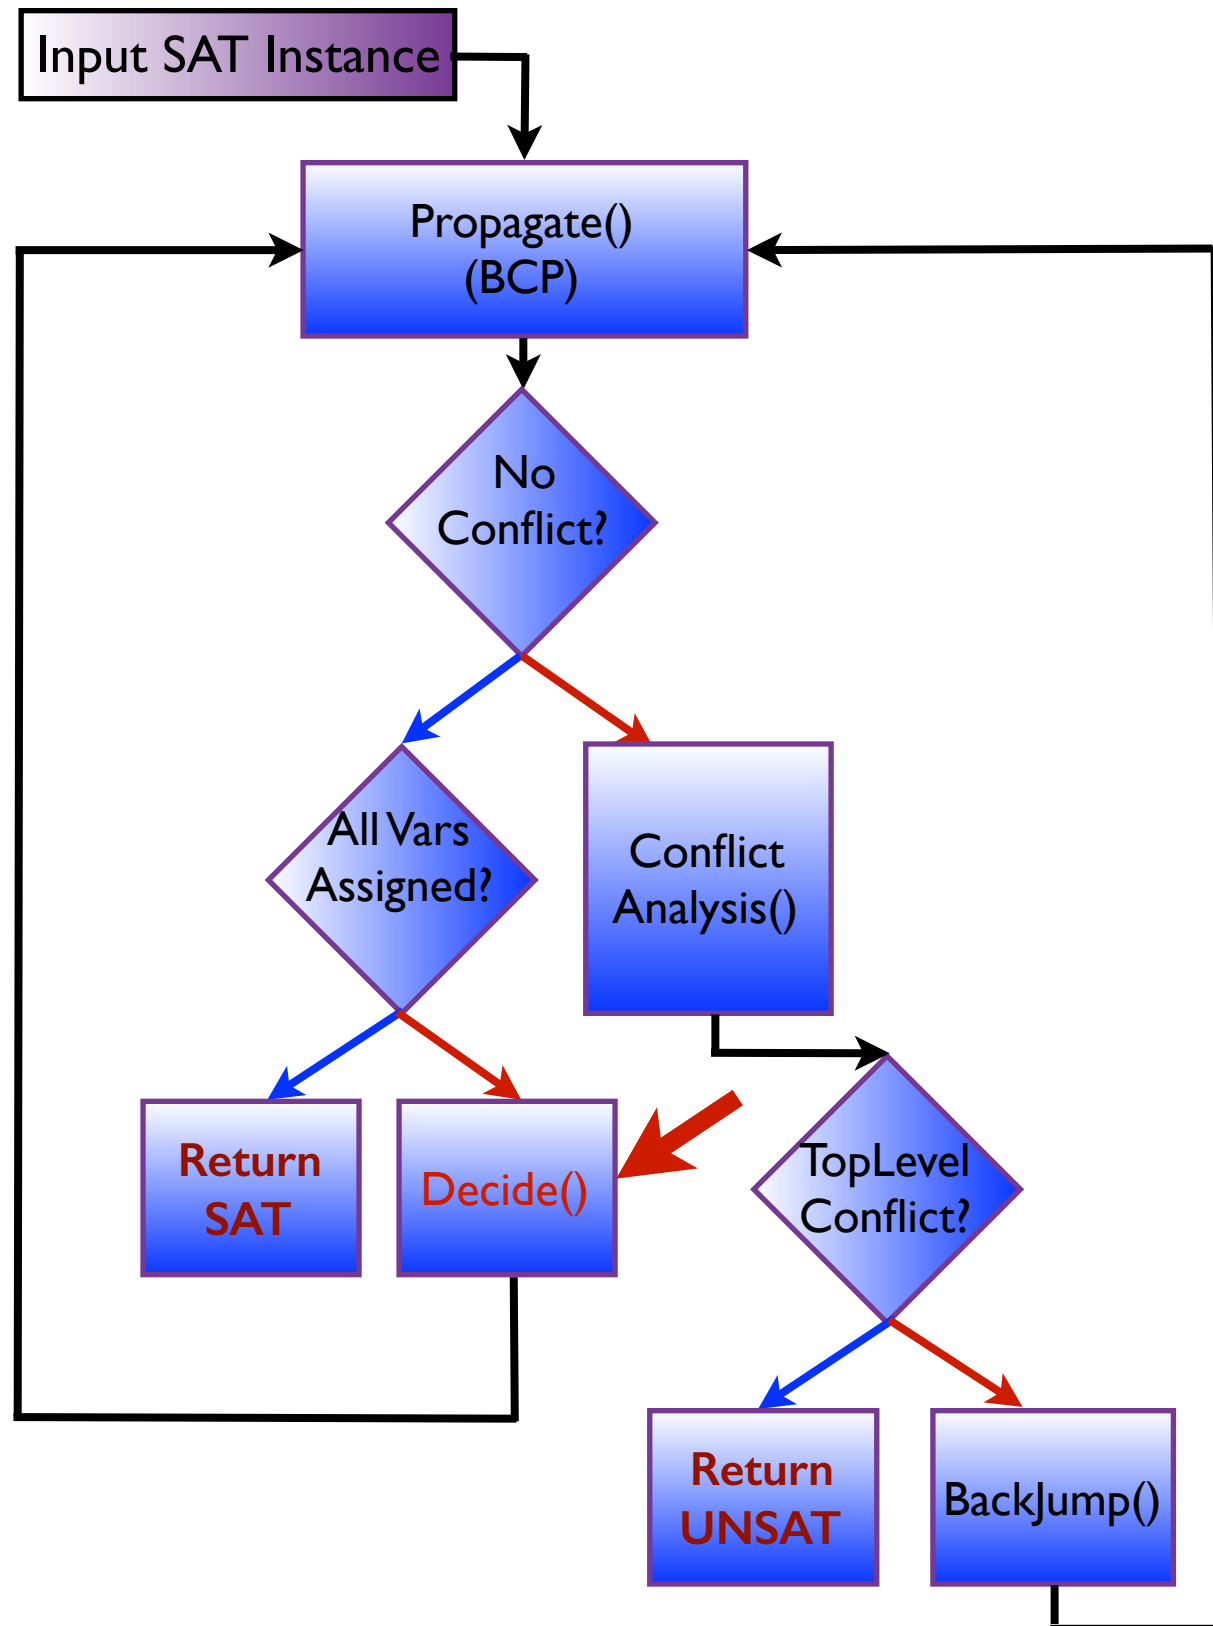 Input SAT Instance
Propagate()
(BCP)
No
Conflict?
All Vars
Assigned?
Conflict
Analysis()
Return
SAT
Decide()
TopLevel
Conflict?
Return
UNSAT
BackJump()